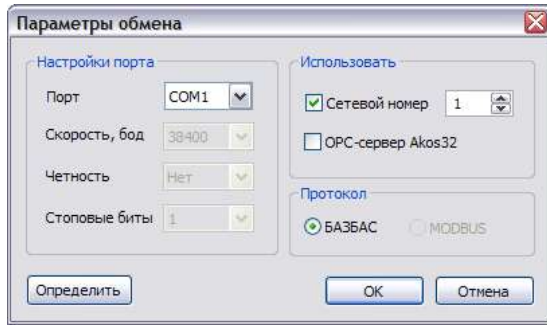 Параметры обмена
Настройки порта
Порт
COM1
Скорость, бод
38400
Четность
Нет
Стоповые биты
1
Использовать
Сетевой номер
1
OPC-сервер Akos32
Протокол
БАЗБАС
MODBUS
Определить
ОК
Отмена